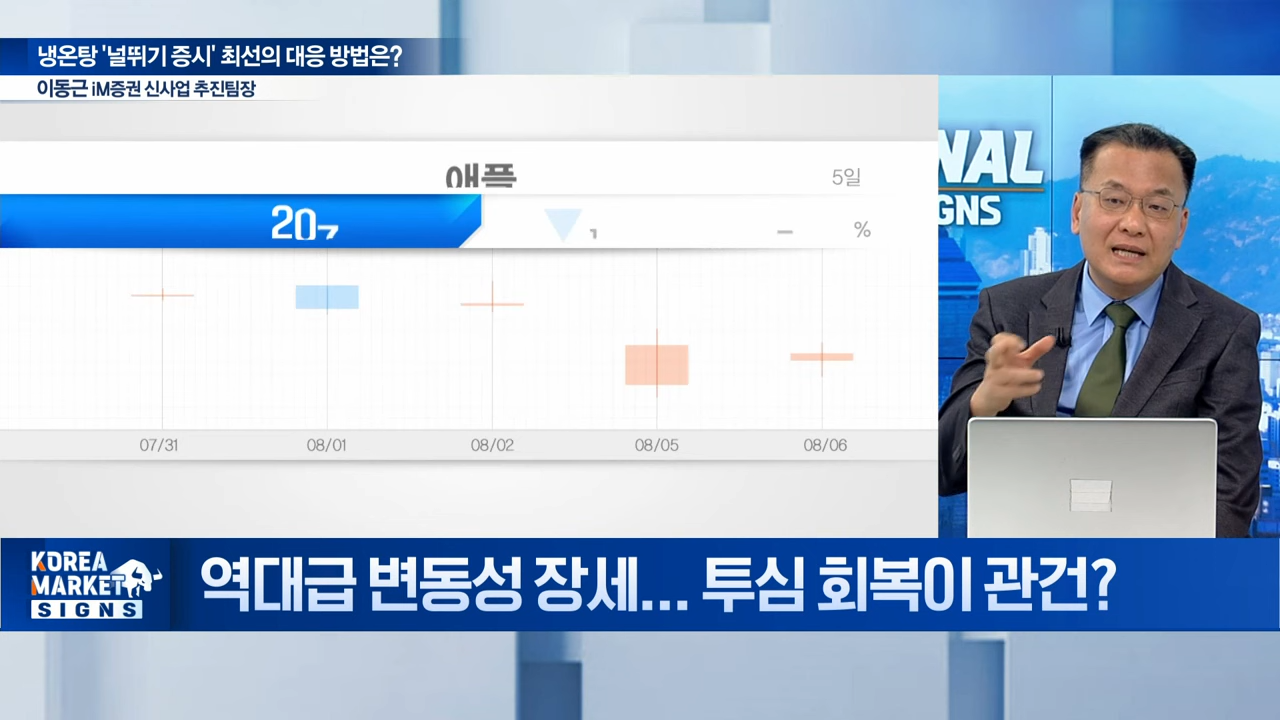 냉온탕 '널뛰기 증시' 최선의 대응 방법은?
이동근 iM증권 신사업 추진팀장
애플
5일
%
NAL
GNS
07/31 08/01 08/02 08/05 08/06
KOREA
MARKET
SIGNS
역대급 변동성 장세... 투심 회복이 관건?